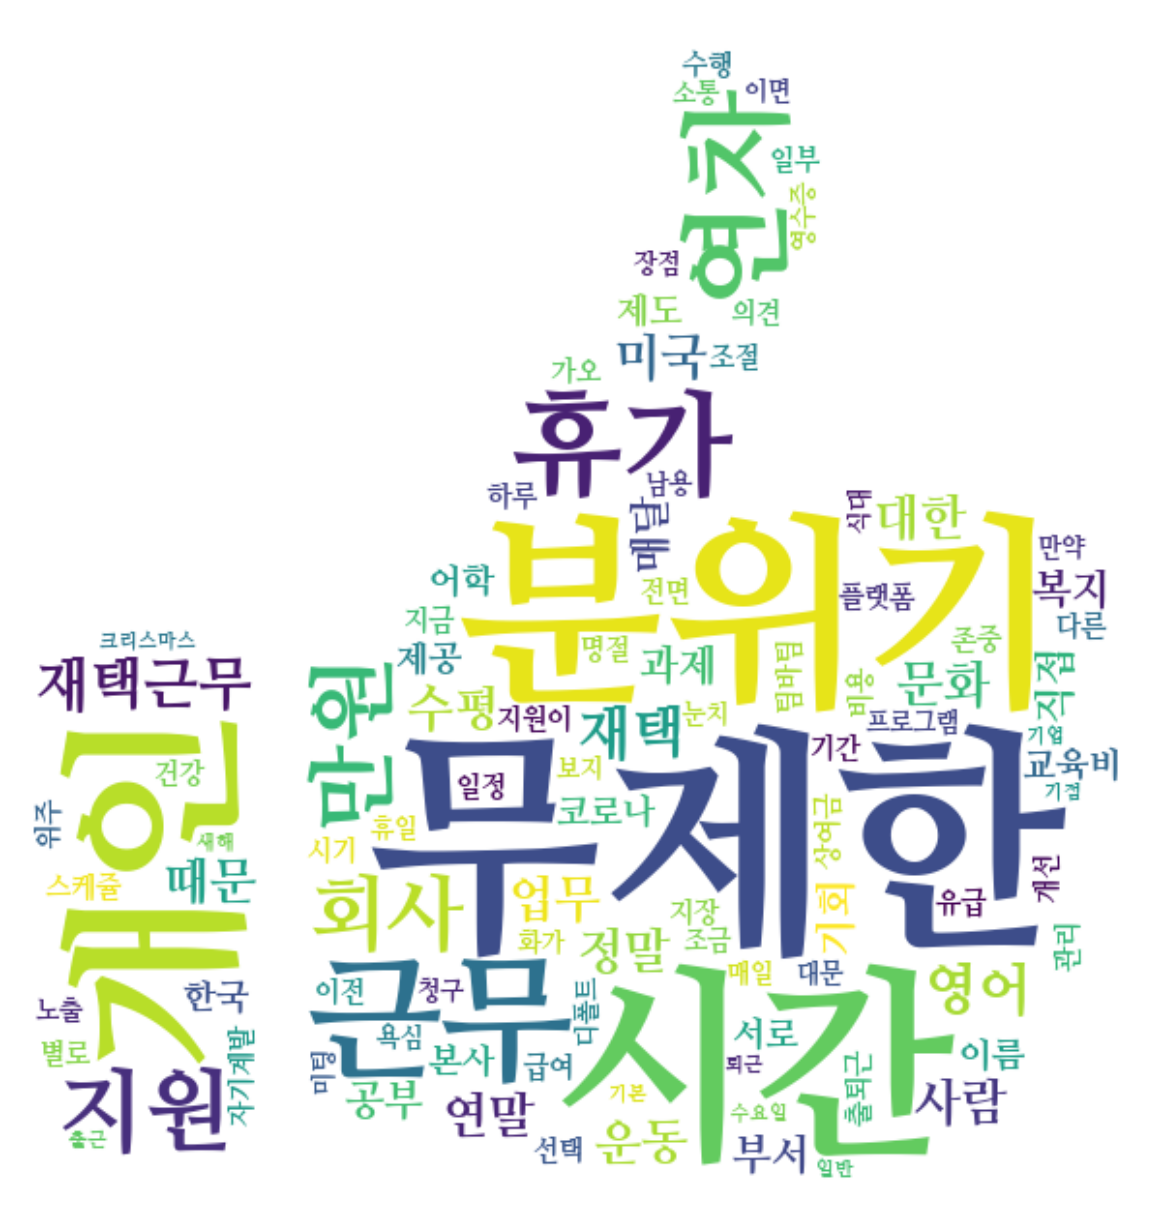 수행
소통
이면
연차
일부
영수증
장점
제도
의견
미국
조절
가오
휴가
하루
남용
매달
식대
대한
분위기
만약
어학
전면
플랫폼
복지
지금
명절
존중
다른
크리스마스
제공
과제
팀바팀
비용
문화
직접
재택근무
만원
수평
지원이
재택
눈치
프로그램
기업
개인
건강
일정
보지
기간
교육비
무제한
기점
위주
새해
시기
휴일
코로나
상여금
스케쥴
때문
회사
업무
지장
기회
유급
개선
화가
정말
조금
관리
노출
한국
이전
청구
근무
디폴트
매일
대문
영어
별로
자기계발
욕심
시간
미팅
본사
급여
서로
퇴근
이름
지원
공부
연말
기본
출퇴근
사람
출근
선택
운동
수요일
부서
일반